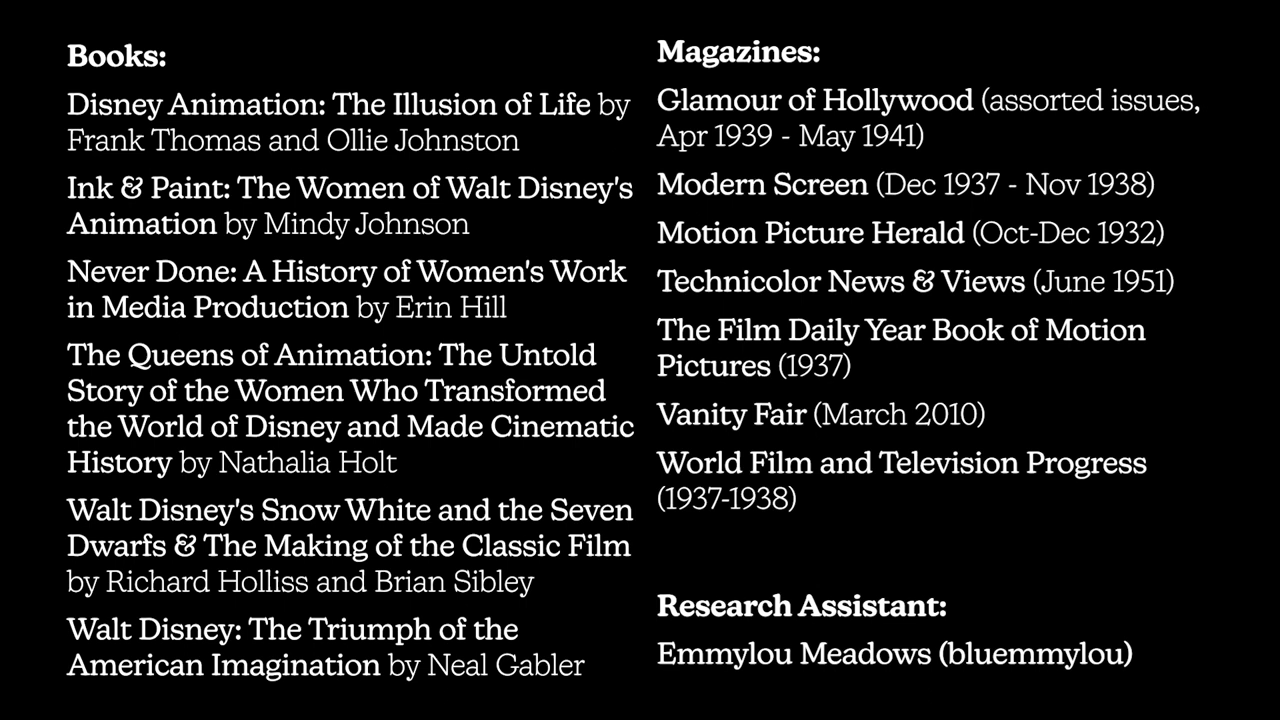 Books:
Disney Animation: The Illusion of Life by
Frank Thomas and Ollie Johnston
Ink & Paint: The Women of Walt Disney's
Animation by Mindy Johnson
Never Done: A History of Women's Work
in Media Production by Erin Hill
The Queens of Animation: The Untold
Story of the Women Who Transformed
the World of Disney and Made Cinematic
History by Nathalia Holt
Walt Disney's Snow White and the Seven
Dwarfs & The Making of the Classic Film
by Richard Holliss and Brian Sibley
Walt Disney: The Triumph of the
American Imagination by Neal Gabler
Magazines:
Glamour of Hollywood (assorted issues,
Apr 1939 - May 1941)
Modern Screen (Dec 1937 - Nov 1938)
Motion Picture Herald (Oct-Dec 1932)
Technicolor News & Views (June 1951)
The Film Daily Year Book of Motion
Pictures (1937)
Vanity Fair (March 2010)
World Film and Television Progress
(1937-1938)
Research Assistant:
Emmylou Meadows (bluemmylou)